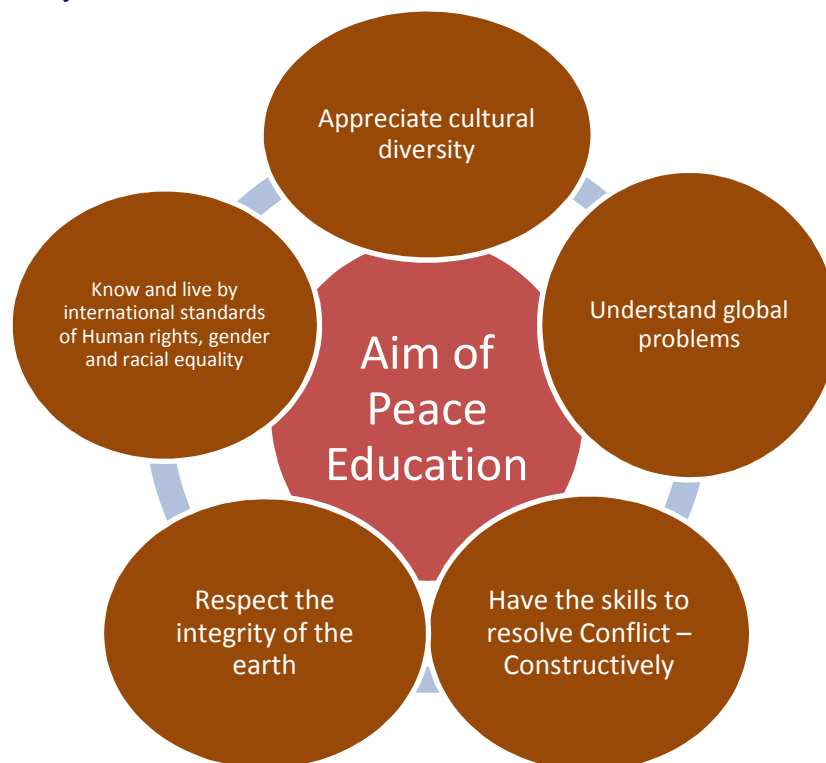 Appreciate cultural
diversity
Understand global
problems
Have the skills to
resolve Conflict –
Constructively
Respect the
integrity of the
earth
Know and live by
international standards
of Human rights, gender
and racial equality
Aim of
Peace
Education